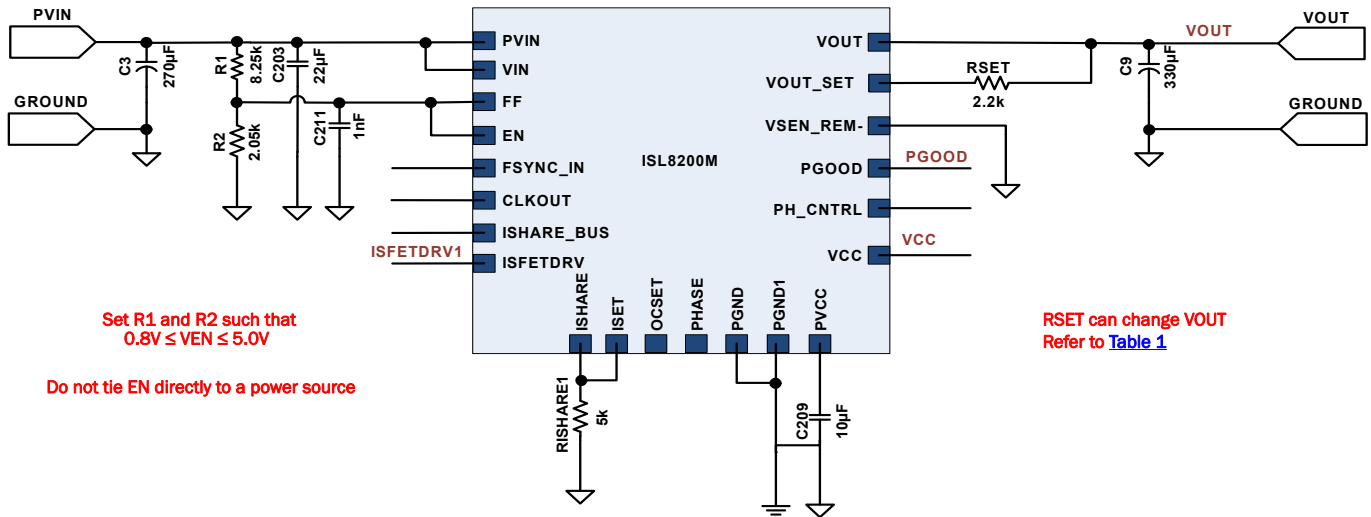 PVIN
GROUND
C3
270µF
R1
8.25k
C203
22µF
R2
2.05k
C211
1nF
PVIN
VIN
FF
EN
FSYNC_IN
CLKOUT
ISHARE_BUS
ISFETDRV
ISFETDRV1
ISL8200M
VOUT
VOUT_SET
VSEN_REM-
PGOOD
PH_CNTRL
VCC
RSET
2.2k
PGOOD
VCC
VOUT
C9
330µF
VOUT
GROUND
ISHARE
ISET
OCSET
PHASE
PGND
PGND1
PVCC
RISHARE1
5k
C209
10µF
Set R1 and R2 such that
0.8V ≤ VEN ≤ 5.0V
Do not tie EN directly to a power source
RSET can change VOUT
Refer to Table 1